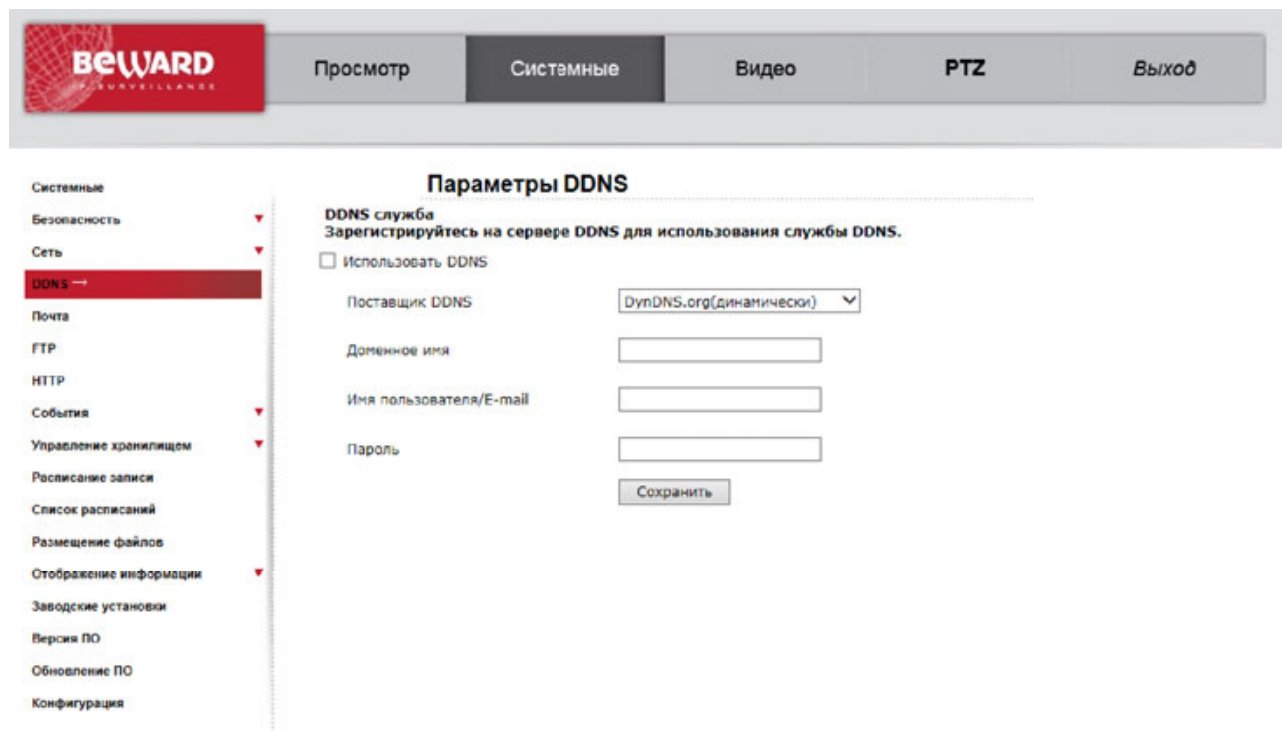 BEWARD
IP SURVEILLANCE
Просмотр
Системные
Видео
PTZ
Выход
Системные
Безопасность
Сеть
DDNS →
Почта
FTP
HTTP
События
Управление хранилищем
Расписание записи
Список расписаний
Размещение файлов
Отображение информации
Заводские установки
Версия ПО
Обновление ПО
Конфигурация
Параметры DDNS
DDNS служба
Зарегистрируйтесь на сервере DDNS для использования службы DDNS.
Использовать DDNS
Поставщик DDNS
DynDNS.org(динамически)
Доменное имя
Имя пользователя/E-mail
Пароль
Сохранить